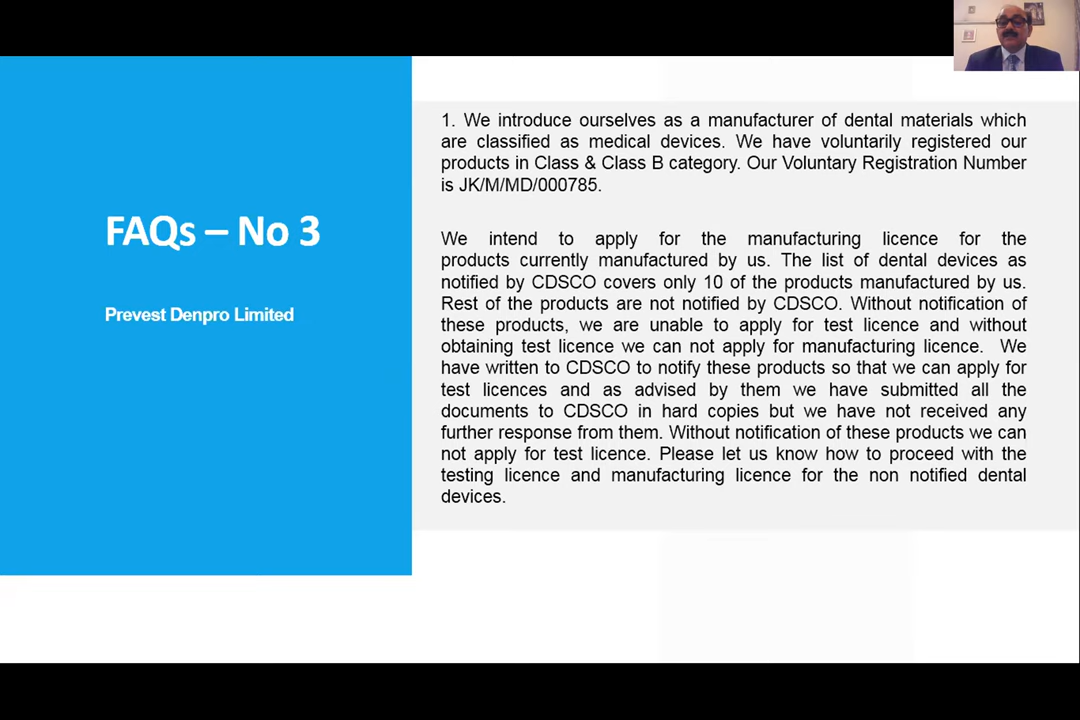 FAQs – No 3
Prevest Denpro Limited
1. We introduce ourselves as a manufacturer of dental materials which
are classified as medical devices. We have voluntarily registered our
products in Class & Class B category. Our Voluntary Registration Number
is JK/M/MD/000785.
We intend to apply for the manufacturing licence for the
products currently manufactured by us. The list of dental devices as
notified by CDSCO covers only 10 of the products manufactured by us.
Rest of the products are not notified by CDSCO. Without notification of
these products, we are unable to apply for test licence and without
obtaining test licence we can not apply for manufacturing licence. We
have written to CDSCO to notify these products so that we can apply for
test licences and as advised by them we have submitted all the
documents to CDSCO in hard copies but we have not received any
further response from them. Without notification of these products we can
not apply for test licence. Please let us know how to proceed with the
testing licence and manufacturing licence for the non notified dental
devices.